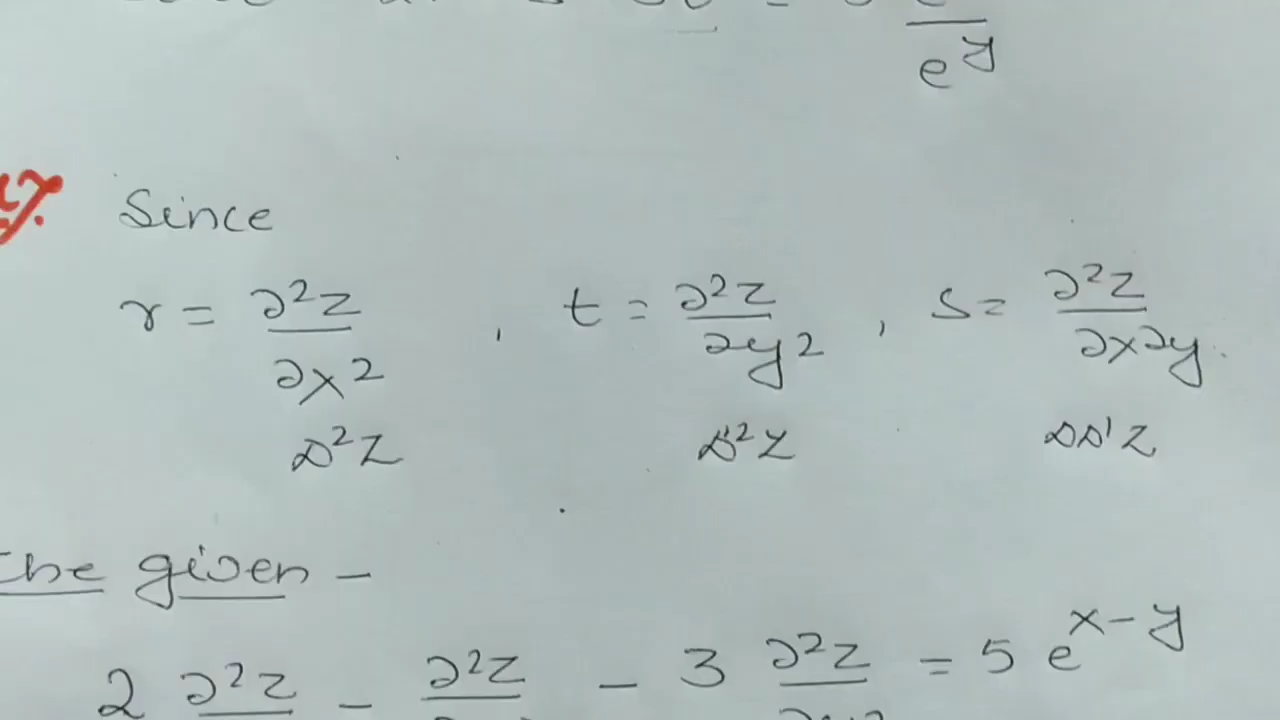 e^y
Since
r = ∂²z/∂x² , t = ∂²z/∂y² , s = ∂²z/∂x∂y.
D²z D'²z DD'z
the given -
2 ∂²z - ∂²z - 3 ∂²z = 5 e^{x-y}